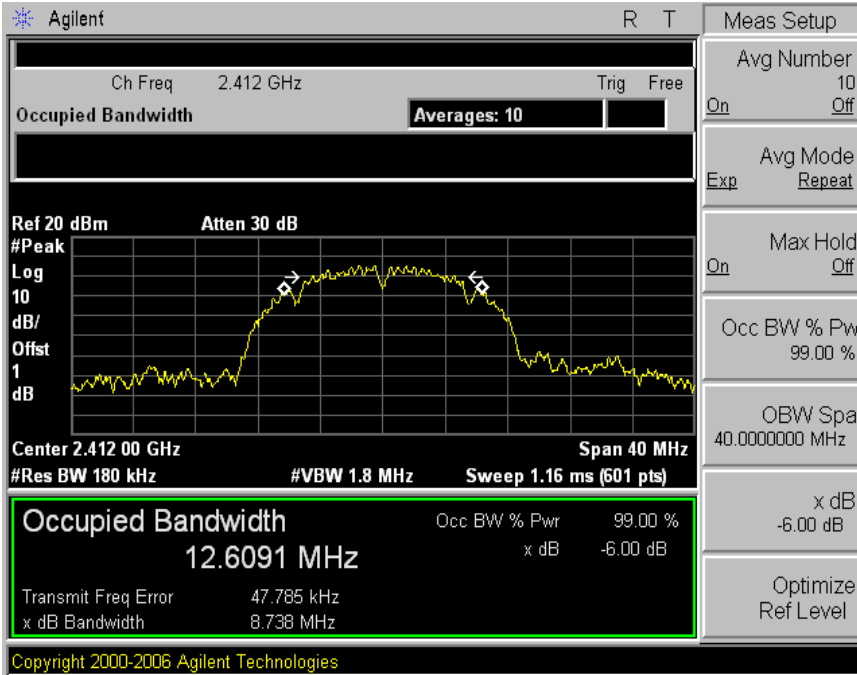 Agilent R T
Ch Freq 2.412 GHz Trig Free
Occupied Bandwidth Averages: 10
Ref 20 dBm Atten 30 dB
#Peak
Log
10
dB/
Offst
1
dB
Center 2.412 00 GHz Span 40 MHz
#Res BW 180 kHz #VBW 1.8 MHz Sweep 1.16 ms (601 pts)
Occupied Bandwidth Occ BW % Pwr 99.00 %
12.6091 MHz x dB -6.00 dB
Transmit Freq Error 47.785 kHz
x dB Bandwidth 8.738 MHz
Copyright 2000-2006 Agilent Technologies
Meas Setup
Avg Number
10
On Off
Avg Mode
Exp Repeat
Max Hold
On Off
Occ BW % Pw
99.00 %
OBW Spa
40.0000000 MHz
x dB
-6.00 dB
Optimize
Ref Level